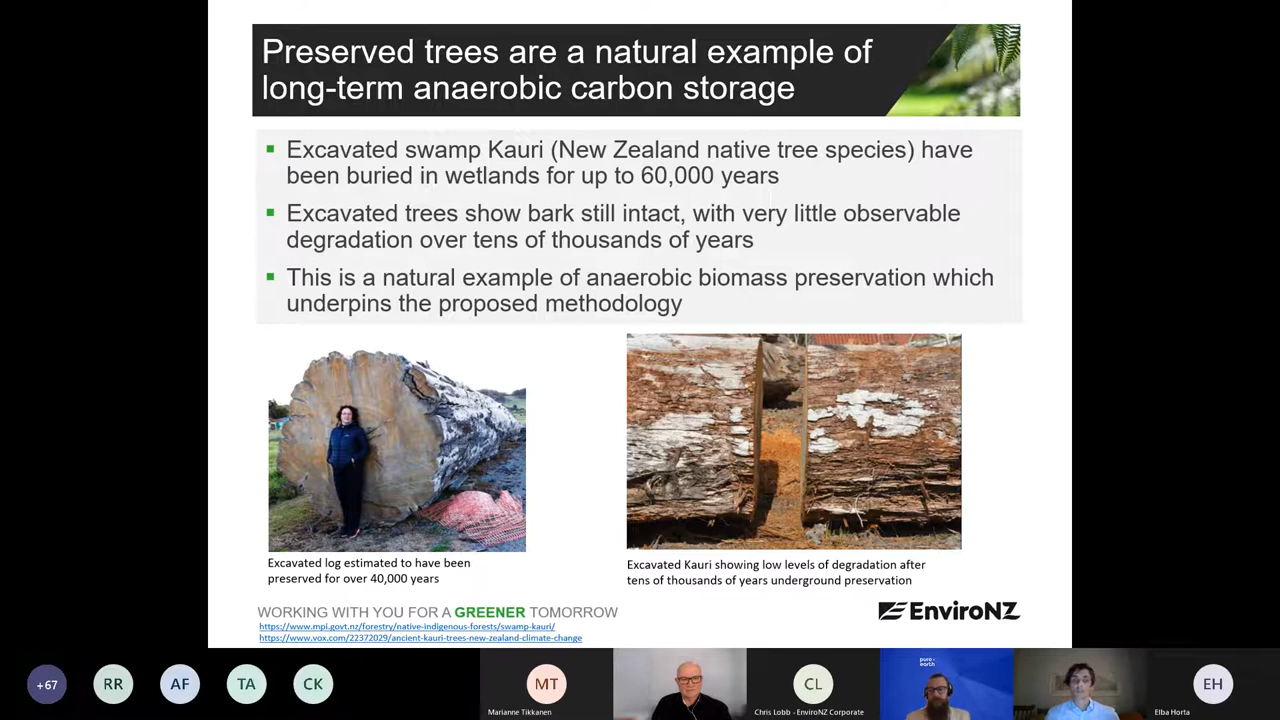 Preserved trees are a natural example of
long-term anaerobic carbon storage
▪ Excavated swamp Kauri (New Zealand native tree species) have
been buried in wetlands for up to 60,000 years
▪ Excavated trees show bark still intact, with very little observable
degradation over tens of thousands of years
▪ This is a natural example of anaerobic biomass preservation which
underpins the proposed methodology
Excavated log estimated to have been
preserved for over 40,000 years
Excavated Kauri showing low levels of degradation after
tens of thousands of years underground preservation
WORKING WITH YOU FOR A GREENER TOMORROW
https://www.mpi.govt.nz/forestry/native-indigenous-forests/swamp-kauri/
https://www.vox.com/22372029/ancient-kauri-trees-new-zealand-climate-change
EnviroNZ
+67
RR
AF
TA
CK
MT
Marianne Tikkanen
CL
Chris Lobb - EnviroNZ Corporate
puro•
earth
EH
Elba Horta